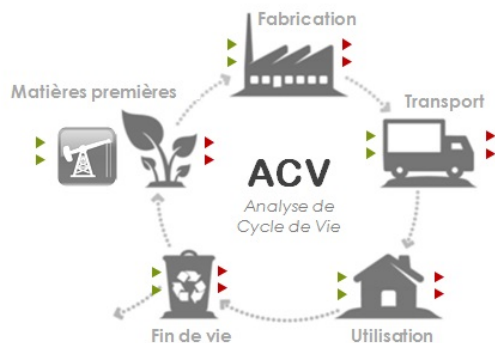 Fabrication
Matières premières
Transport
ACV
Analyse de
Cycle de Vie
Fin de vie
Utilisation